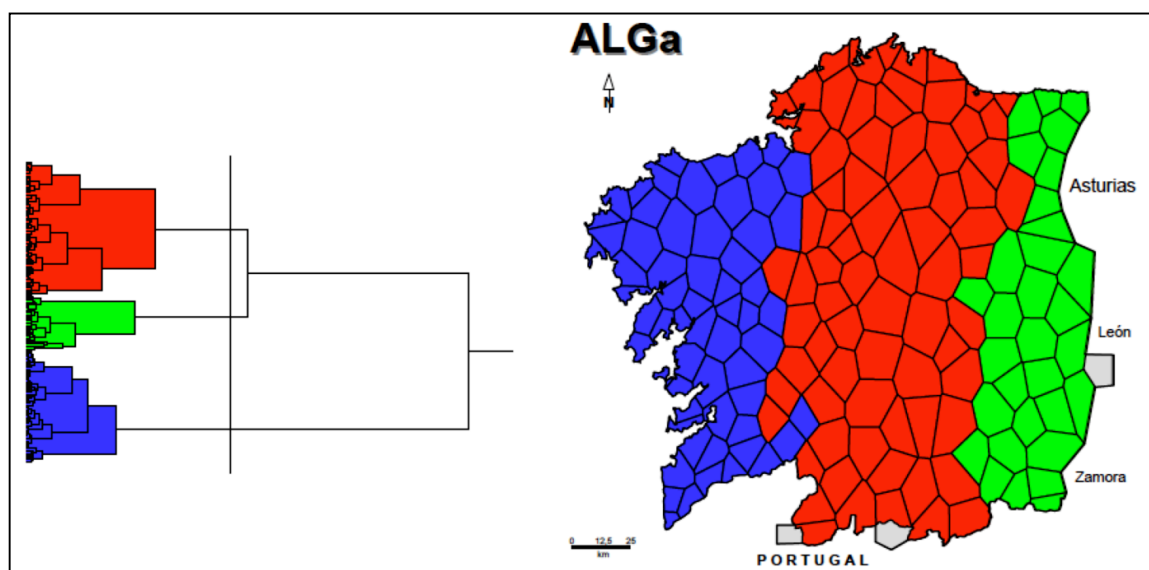 ALGa
N
Asturias
León
Zamora
0 12,5 25
km
PORTUGAL